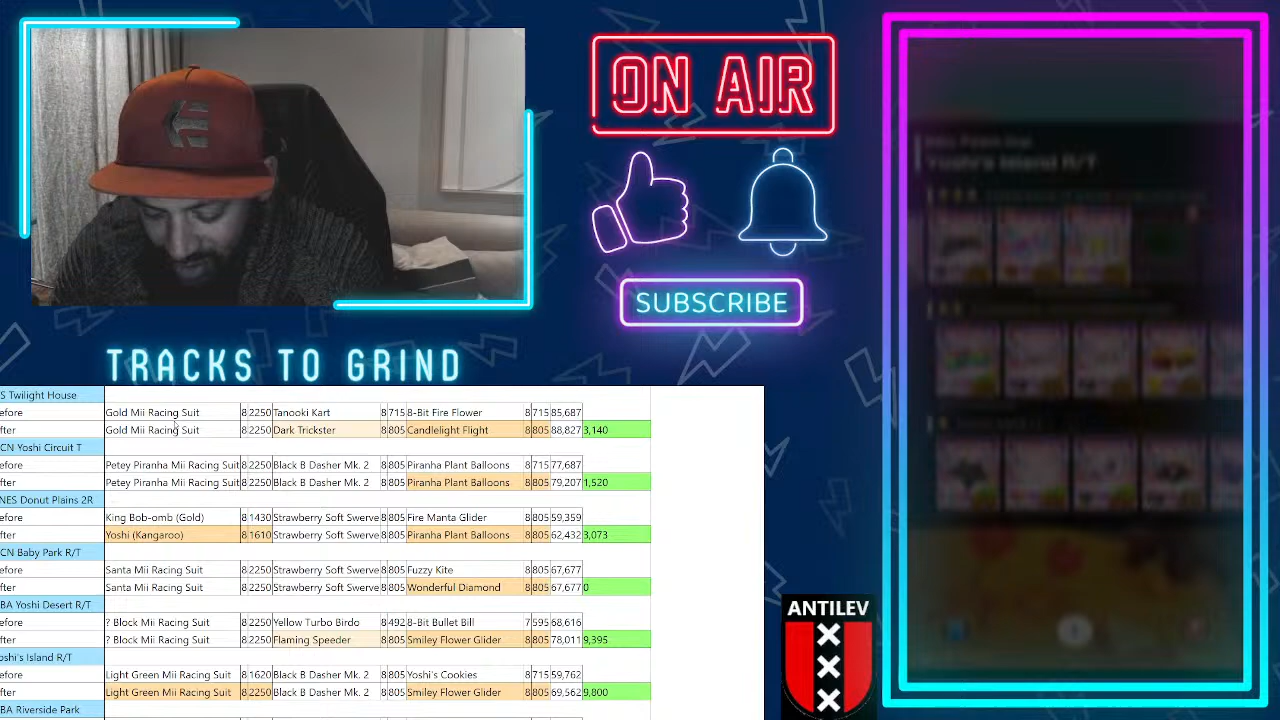 ON AIR
SUBSCRIBE
TRACKS TO GRIND
S Twilight House
efore Gold Mii Racing Suit 8 2250 Tanooki Kart 8 715 8-Bit Fire Flower 8 715 85,687
fter Gold Mii Racing Suit 8 2250 Dark Trickster 8 805 Candlelight Flight 8 805 88,827 3,140
CN Yoshi Circuit T
efore Petey Piranha Mii Racing Suit 8 2250 Black B Dasher Mk. 2 8 805 Piranha Plant Balloons 8 715 77,687
fter Petey Piranha Mii Racing Suit 8 2250 Black B Dasher Mk. 2 8 805 Piranha Plant Balloons 8 805 79,207 1,520
NES Donut Plains 2R
efore King Bob-omb (Gold) 8 1430 Strawberry Soft Swerve 8 805 Fire Manta Glider 8 805 59,359
fter Yoshi (Kangaroo) 8 1610 Strawberry Soft Swerve 8 805 Piranha Plant Balloons 8 805 62,432 3,073
CN Baby Park R/T
efore Santa Mii Racing Suit 8 2250 Strawberry Soft Swerve 8 805 Fuzzy Kite 8 805 67,677
fter Santa Mii Racing Suit 8 2250 Strawberry Soft Swerve 8 805 Wonderful Diamond 8 805 67,677 0
BA Yoshi Desert R/T
efore ? Block Mii Racing Suit 8 2250 Yellow Turbo Birdo 8 492 8-Bit Bullet Bill 7 595 68,616
fter ? Block Mii Racing Suit 8 2250 Flaming Speeder 8 805 Smiley Flower Glider 8 805 78,011 9,395
oshi's Island R/T
efore Light Green Mii Racing Suit 8 1620 Black B Dasher Mk. 2 8 805 Yoshi's Cookies 8 715 59,762
fter Light Green Mii Racing Suit 8 2250 Black B Dasher Mk. 2 8 805 Smiley Flower Glider 8 805 69,562 9,800
BA Riverside Park
ANTILEV
Yoshi's Island R/T